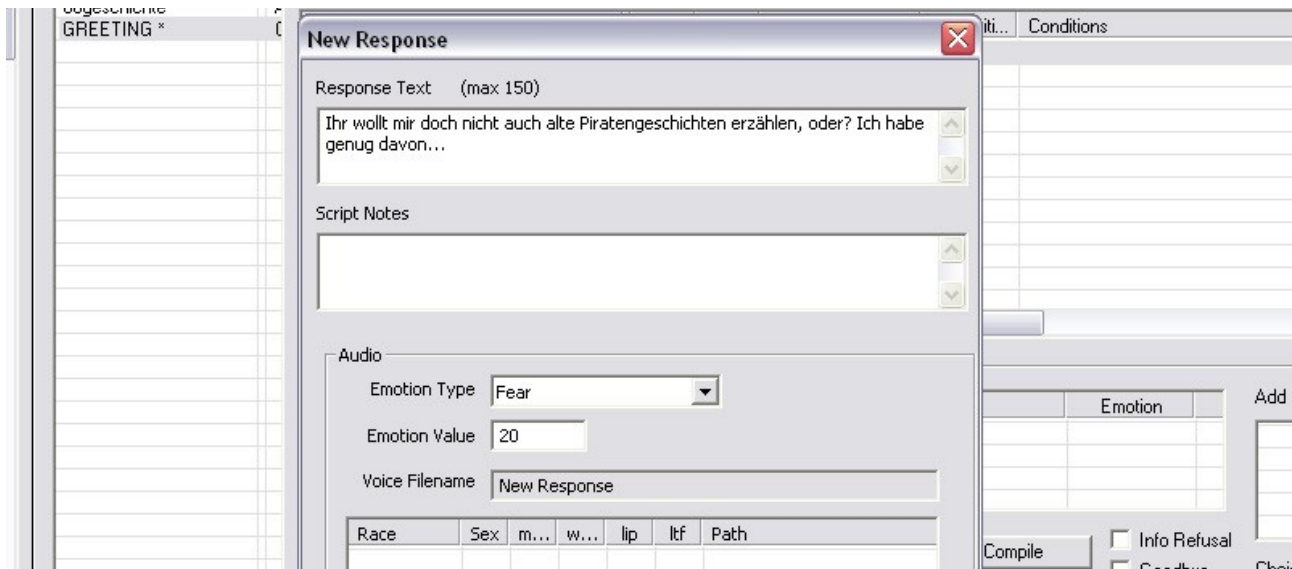 GREETING *
New Response
iti... Conditions
Response Text (max 150)
Ihr wollt mir doch nicht auch alte Piratengeschichten erzählen, oder? Ich habe
genug davon...
Script Notes
Audio
Emotion Type Fear
Emotion Value 20
Voice Filename New Response
Race Sex m... w... lip ltf Path
Emotion
Add
Compile
Info Refusal